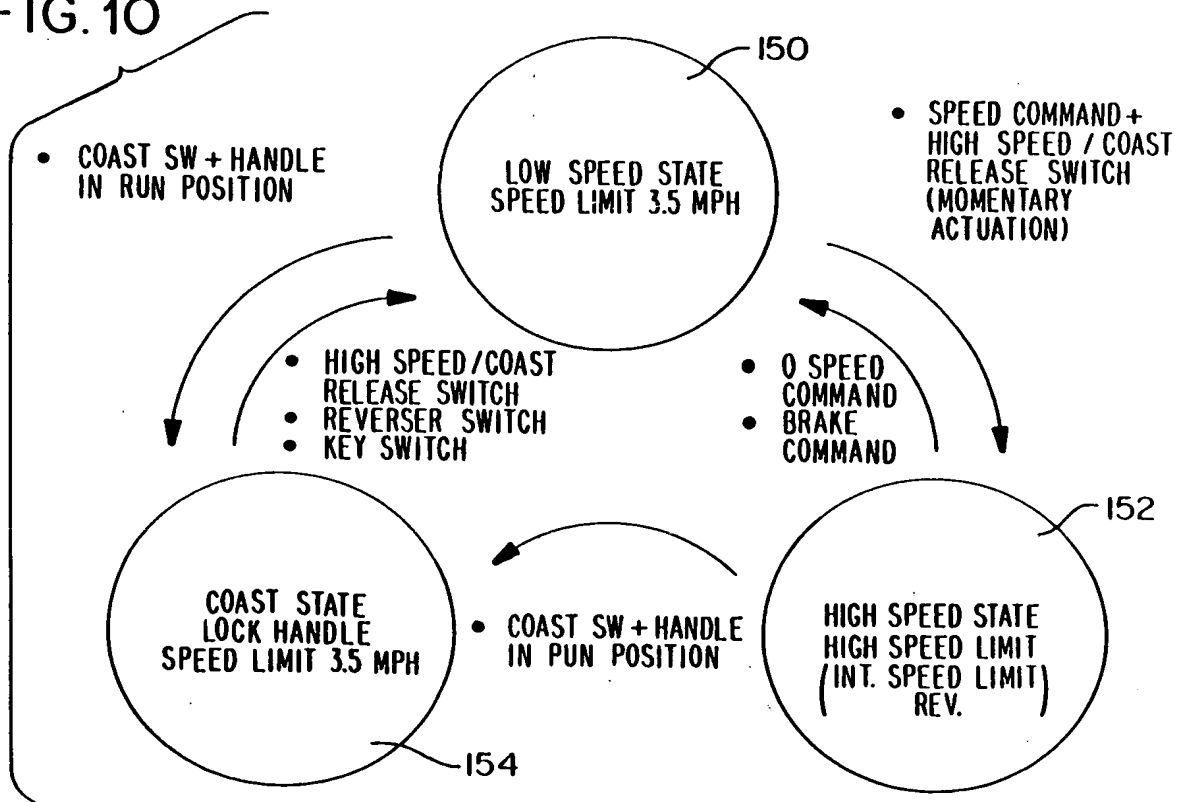 FIG. 10
150
• COAST SW + HANDLE
IN RUN POSITION
LOW SPEED STATE
SPEED LIMIT 3.5 MPH
• SPEED COMMAND +
HIGH SPEED / COAST
RELEASE SWITCH
(MOMENTARY
ACTUATION)
• HIGH SPEED/COAST
RELEASE SWITCH
• REVERSER SWITCH
• KEY SWITCH
• 0 SPEED
COMMAND
• BRAKE
COMMAND
152
COAST STATE
LOCK HANDLE
SPEED LIMIT 3.5 MPH
• COAST SW + HANDLE
IN PUN POSITION
HIGH SPEED STATE
HIGH SPEED LIMIT
(INT. SPEED LIMIT)
REV.
154